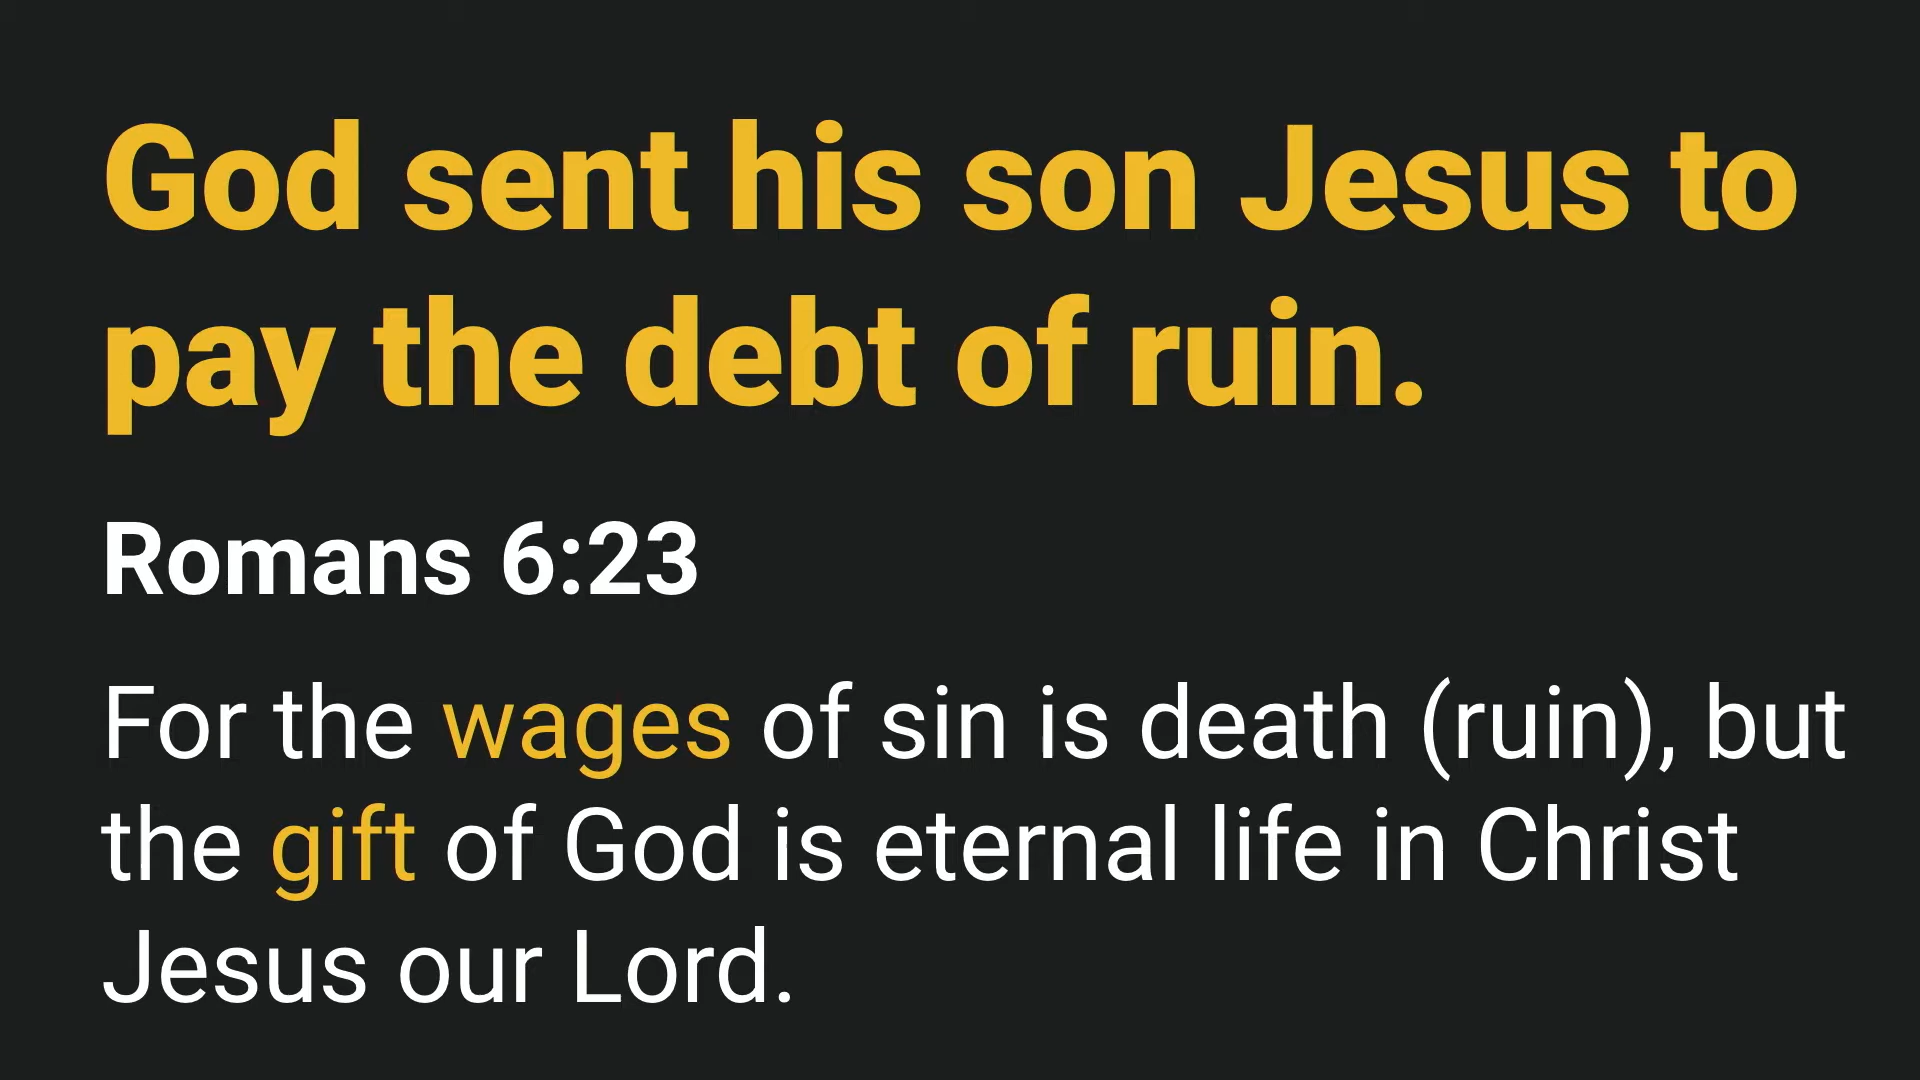 God sent his son Jesus to
pay the debt of ruin.
Romans 6:23
For the wages of sin is death (ruin), but
the gift of God is eternal life in Christ
Jesus our Lord.